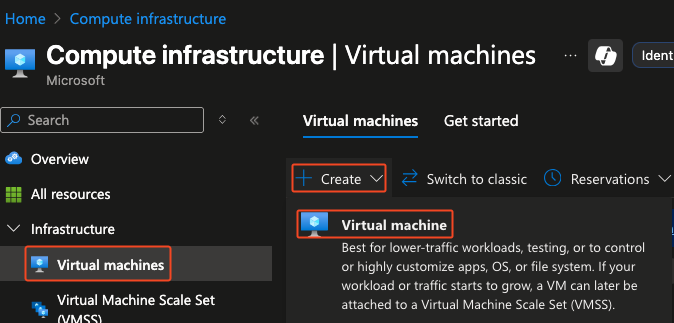 Home > Compute infrastructure
Compute infrastructure | Virtual machines
...
Microsoft
Search
Virtual machines Get started
Overview
All resources
Infrastructure
Virtual machines
Virtual Machine Scale Set
(VMSS)
+ Create Switch to classic Reservations
Virtual machine
Best for lower-traffic workloads, testing, or to control
or highly customize apps, OS, or file system. If your
workload or traffic starts to grow, a VM can later be
attached to a Virtual Machine Scale Set (VMSS).